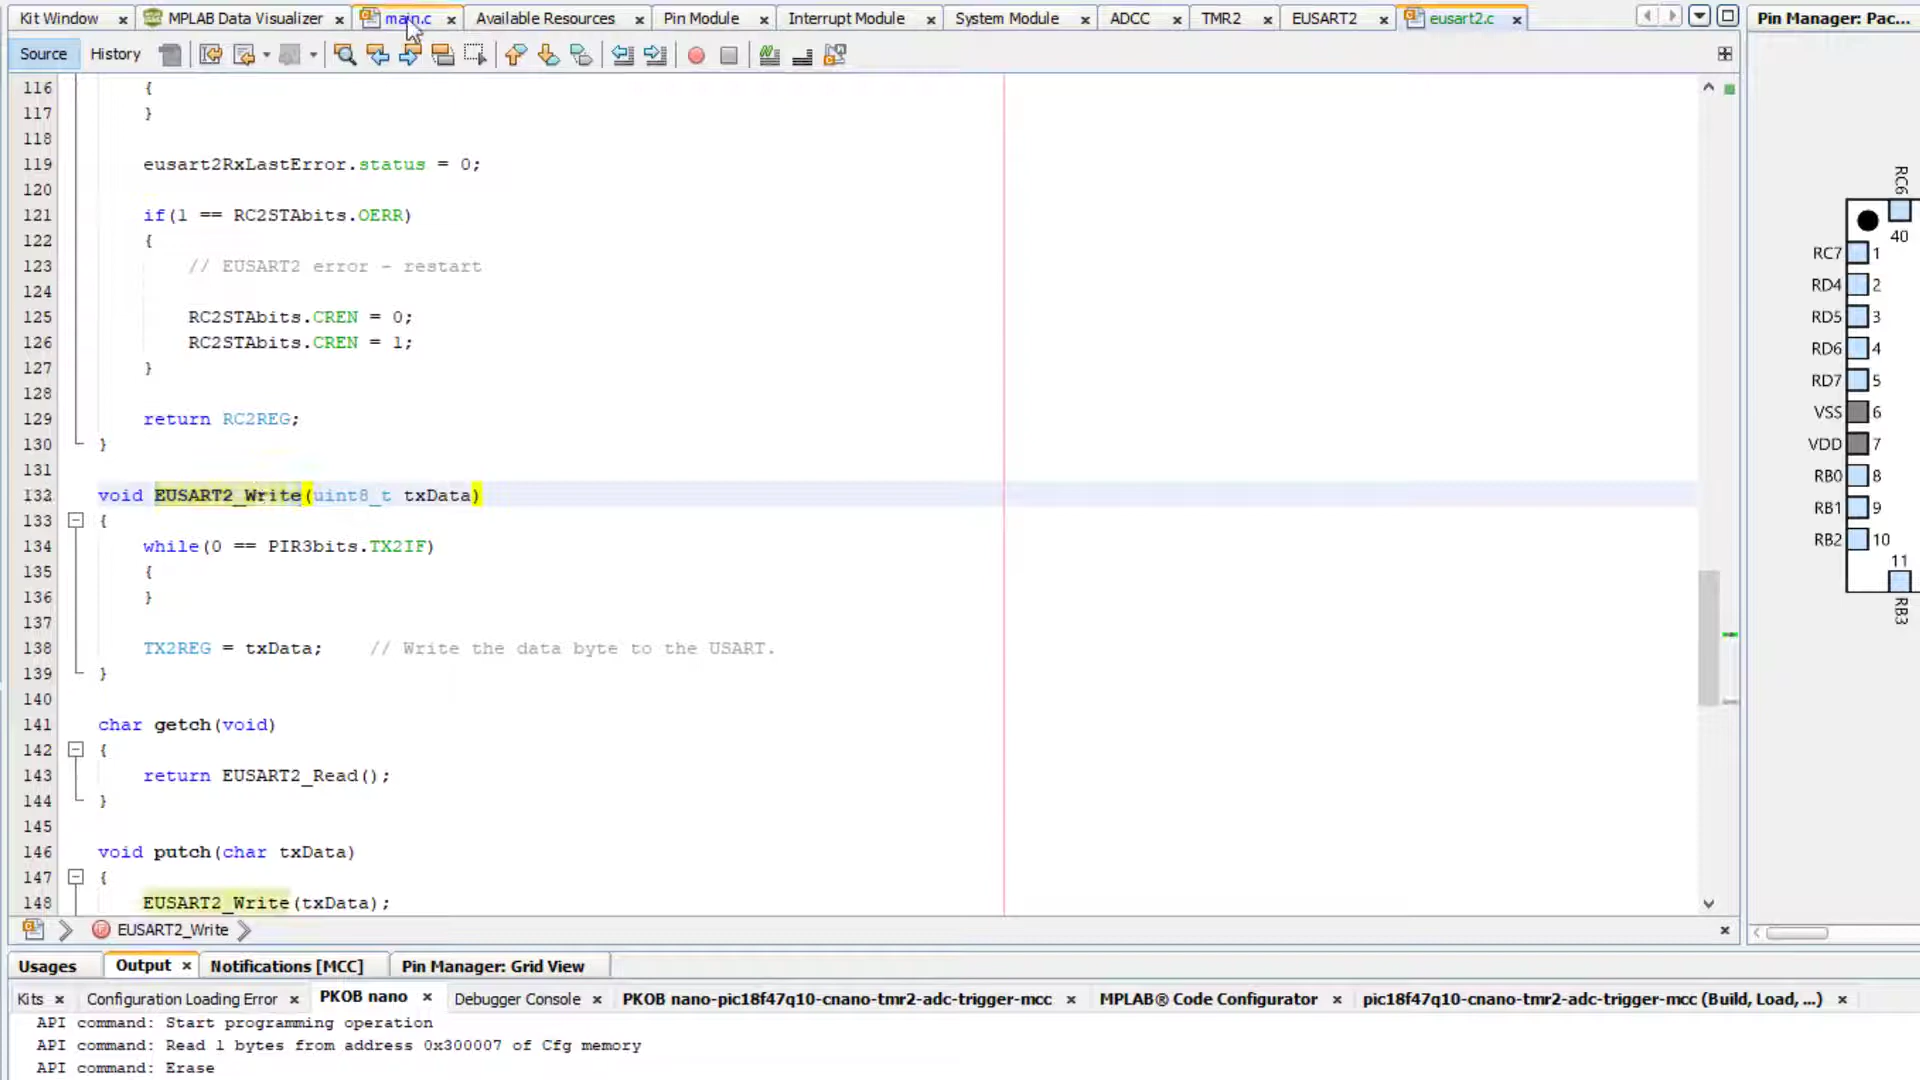 Kit Window × MPLAB Data Visualizer × main.c × Available Resources × Pin Module × Interrupt Module × System Module × ADCC × TMR2 × EUSART2 × eusart2.c × Pin Manager: Pac...
Source History
116 {
117 }
118
119 eusart2RxLastError.status = 0;
120
121 if(1 == RC2STAbits.OERR)
122 {
123 // EUSART2 error - restart
124
125 RC2STAbits.CREN = 0;
126 RC2STAbits.CREN = 1;
127 }
128
129 return RC2REG;
130 }
131
132 void EUSART2_Write(uint8_t txData)
133 {
134 while(0 == PIR3bits.TX2IF)
135 {
136 }
137
138 TX2REG = txData; // Write the data byte to the USART.
139 }
140
141 char getch(void)
142 {
143 return EUSART2_Read();
144 }
145
146 void putch(char txData)
147 {
148 EUSART2_Write(txData);
RC6
40
RC7 1
RD4 2
RD5 3
RD6 4
RD7 5
VSS 6
VDD 7
RB0 8
RB1 9
RB2 10
11
RB3
EUSART2_Write
Usages Output × Notifications [MCC] Pin Manager: Grid View
Kits × Configuration Loading Error × PKOB nano × Debugger Console × PKOB nano-pic18f47q10-cnano-tmr2-adc-trigger-mcc × MPLAB® Code Configurator × pic18f47q10-cnano-tmr2-adc-trigger-mcc (Build, Load, ...) ×
API command: Start programming operation
API command: Read 1 bytes from address 0x300007 of Cfg memory
API command: Erase